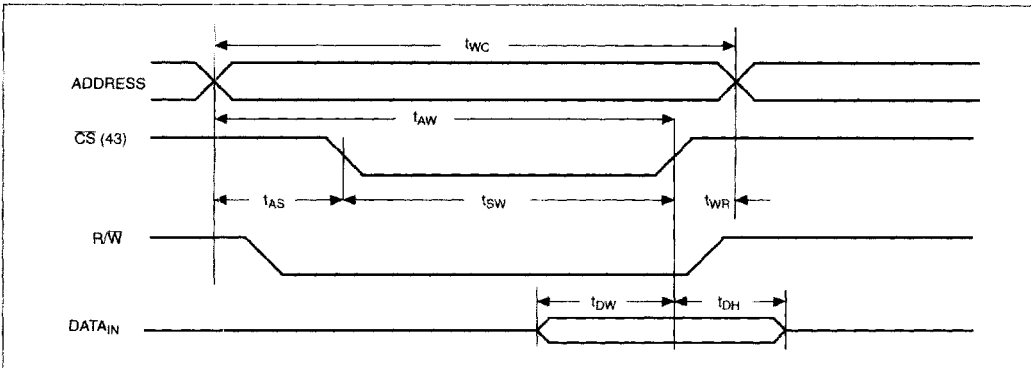 tWC
ADDRESS
tAW
CS (43)
tAS
tSW
tWR
R/W
tDW
tDH
DATAIN